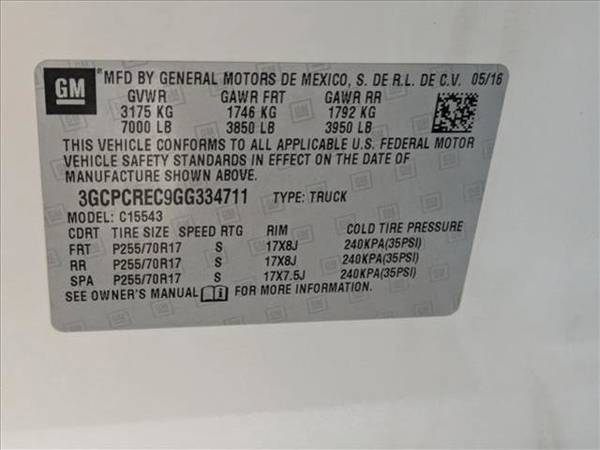 GM *MFD BY GENERAL MOTORS DE MEXICO, S. DE R.L. DE C.V. 05/16
GVWR GAWR FRT GAWR RR
3175 KG 1746 KG 1792 KG
7000 LB 3850 LB 3950 LB
THIS VEHICLE CONFORMS TO ALL APPLICABLE U.S. FEDERAL MOTOR
VEHICLE SAFETY STANDARDS IN EFFECT ON THE DATE OF
MANUFACTURE SHOWN ABOVE.
3GCPCREC9GG334711 TYPE: TRUCK
MODEL: C15543
CDRT TIRE SIZE SPEED RTG RIM COLD TIRE PRESSURE
FRT P255/70R17 S 17X8J 240KPA(35PSI)
RR P255/70R17 S 17X8J 240KPA(35PSI)
SPA P255/70R17 S 17X7.5J 240KPA(35PSI)
SEE OWNER'S MANUAL FOR MORE INFORMATION.